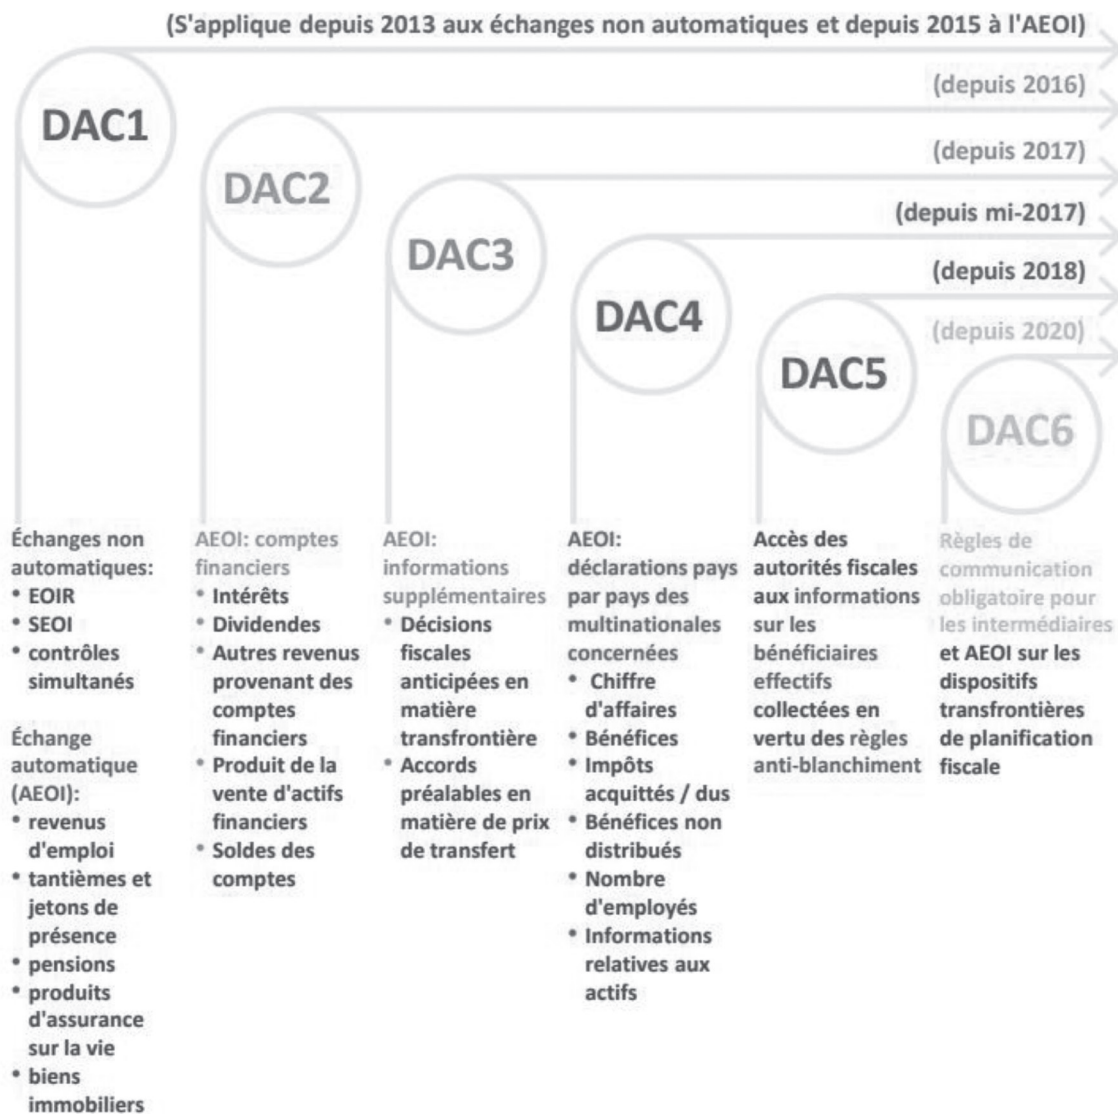 (S'applique depuis 2013 aux échanges non automatiques et depuis 2015 à l'AEOI)
DAC1
(depuis 2016)
DAC2
(depuis 2017)
DAC3
(depuis mi-2017)
DAC4
(depuis 2018)
DAC5
(depuis 2020)
DAC6
Échanges non
automatiques:
• EOIR
• SEOI
• contrôles
simultanés
Échange
automatique
(AEOI):
• revenus
d'emploi
• tantièmes et
jetons de
présence
• pensions
• produits
d'assurance
sur la vie
• biens
immobiliers
AEOI: comptes
financiers
• Intérêts
• Dividendes
• Autres revenus
provenant des
comptes
financiers
• Produit de la
vente d'actifs
financiers
• Soldes des
comptes
AEOI:
informations
supplémentaires
• Décisions
fiscales
anticipées en
matière
transfrontière
• Accords
préalables en
matière de prix
de transfert
AEOI:
déclarations pays
par pays des
multinationales
concernées
• Chiffre
d'affaires
• Bénéfices
• Impôts
acquittés / dus
• Bénéfices non
distribués
• Nombre
d'employés
• Informations
relatives aux
actifs
Accès des
autorités fiscales
aux informations
sur les
bénéficiaires
effectifs
collectées en
vertu des règles
anti-blanchiment
Règles de
communication
obligatoire pour
les intermédiaires
et AEOI sur les
dispositifs
transfrontières
de planification
fiscale